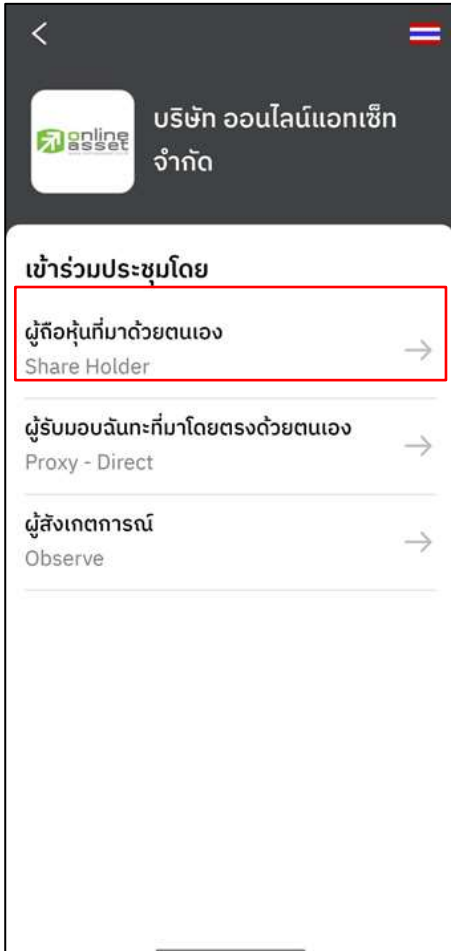 online
asset
บริษัท ออนไลน์แอทเซ็ท
จำกัด
เข้าร่วมประชุมโดย
ผู้ถือหุ้นที่มาด้วยตนเอง
Share Holder
ผู้รับมอบฉันทะที่มาโดยตรงด้วยตนเอง
Proxy - Direct
ผู้สังเกตการณ์
Observe